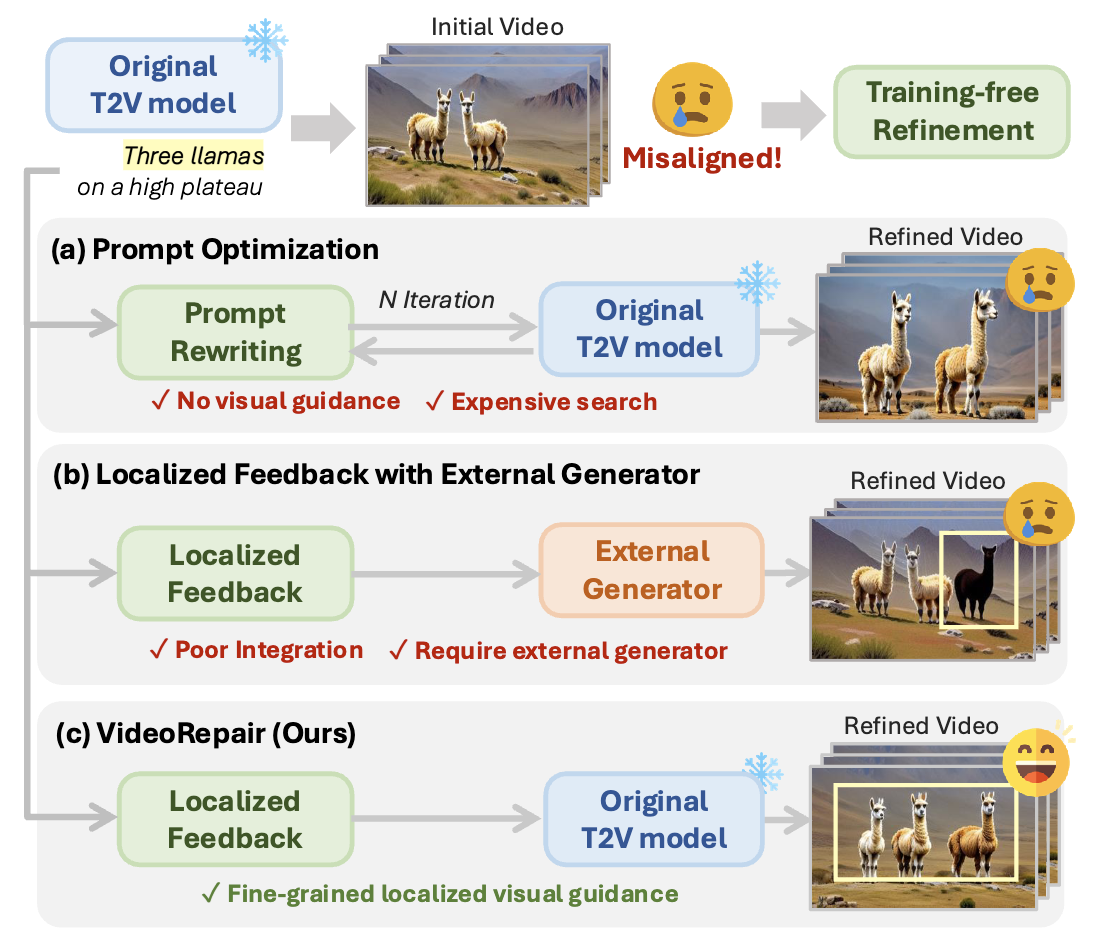 Initial Video
Original
T2V model
Three llamas
on a high plateau
Misaligned!
Training-free
Refinement
(a) Prompt Optimization
Refined Video
Prompt
Rewriting
N Iteration
Original
T2V model
✓ No visual guidance ✓ Expensive search
(b) Localized Feedback with External Generator
Refined Video
Localized
Feedback
External
Generator
✓ Poor Integration ✓ Require external generator
(c) VideoRepair (Ours)
Refined Video
Localized
Feedback
Original
T2V model
✓ Fine-grained localized visual guidance